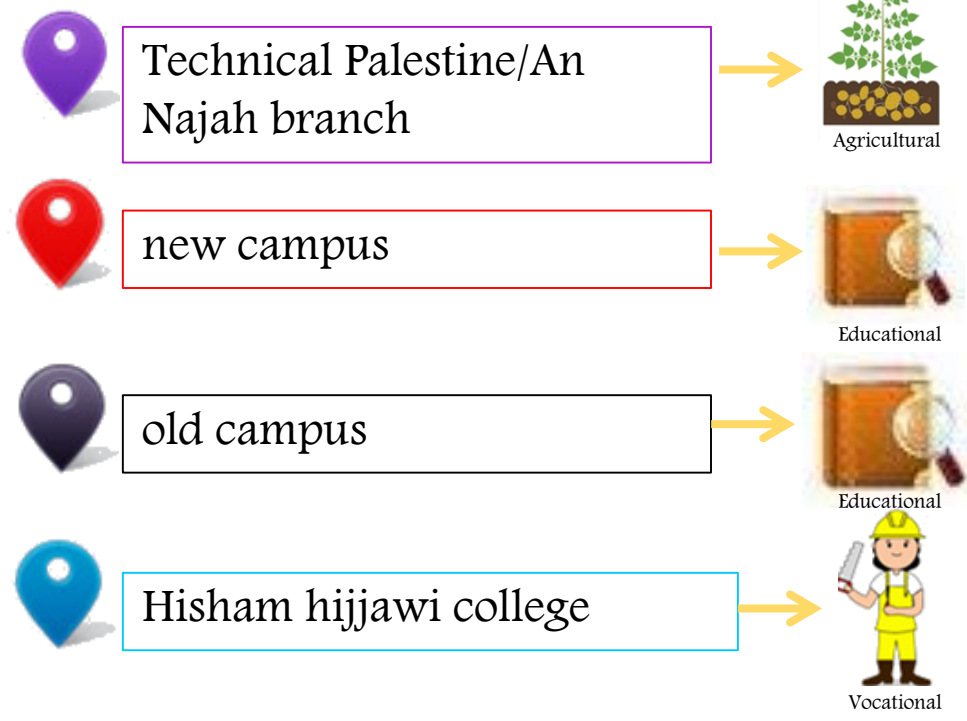 Technical Palestine/An
Najah branch
Agricultural
new campus
Educational
old campus
Educational
Hisham hijjawi college
Vocational